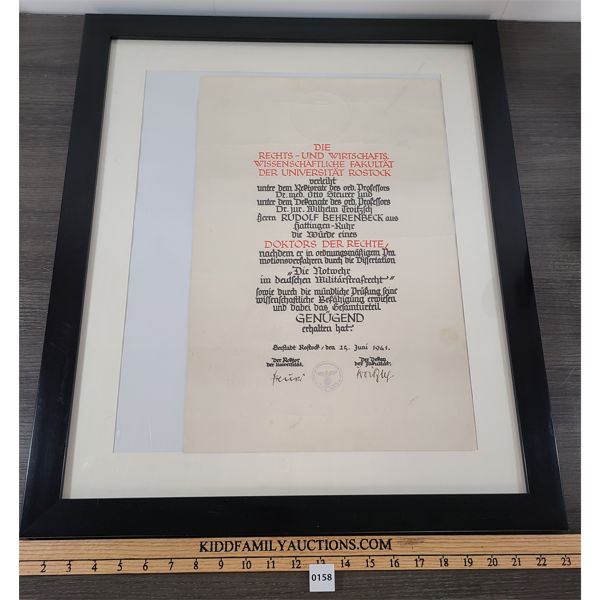 DIE
RECHTS-UND WIRTSCHAFTS
WISSENSCHAFTLICHE FAKULTÄT
DER UNIVERSITÄT ROSTOCK
verleiht
unter dem Rektorate des ord. Professors
Dr. med. Otto Steurer und
unter dem Dekanate des ord. Professors
Dr. jur. Wilhelm Troitzsch
Herrn RUDOLF BEHRENBECK aus
Hattingen-Ruhr
die Würde eines
DOKTORS DER RECHTE,
nachdem er in ordnungsmäßigem Pro
motionsverfahren durch die Dissertation
„Die Notwehr
im deutschen Militärstrafrecht"
sowie durch die mündliche Prüfung seine
wissenschaftliche Befähigung erwiesen
und dabei das Gesamturteil
GENÜGEND
erhalten hat.
Seestadt Rostock, den 25. Juni 1941.
Der Rektor
der Universität.
Der Dekan
der Fakultät.
KIDDFAMILYAUCTIONS.COM
2 3 4 5 6 7 8 9 10 11 12 13 14 15 16 17 18 19 20 21 22 23
0158